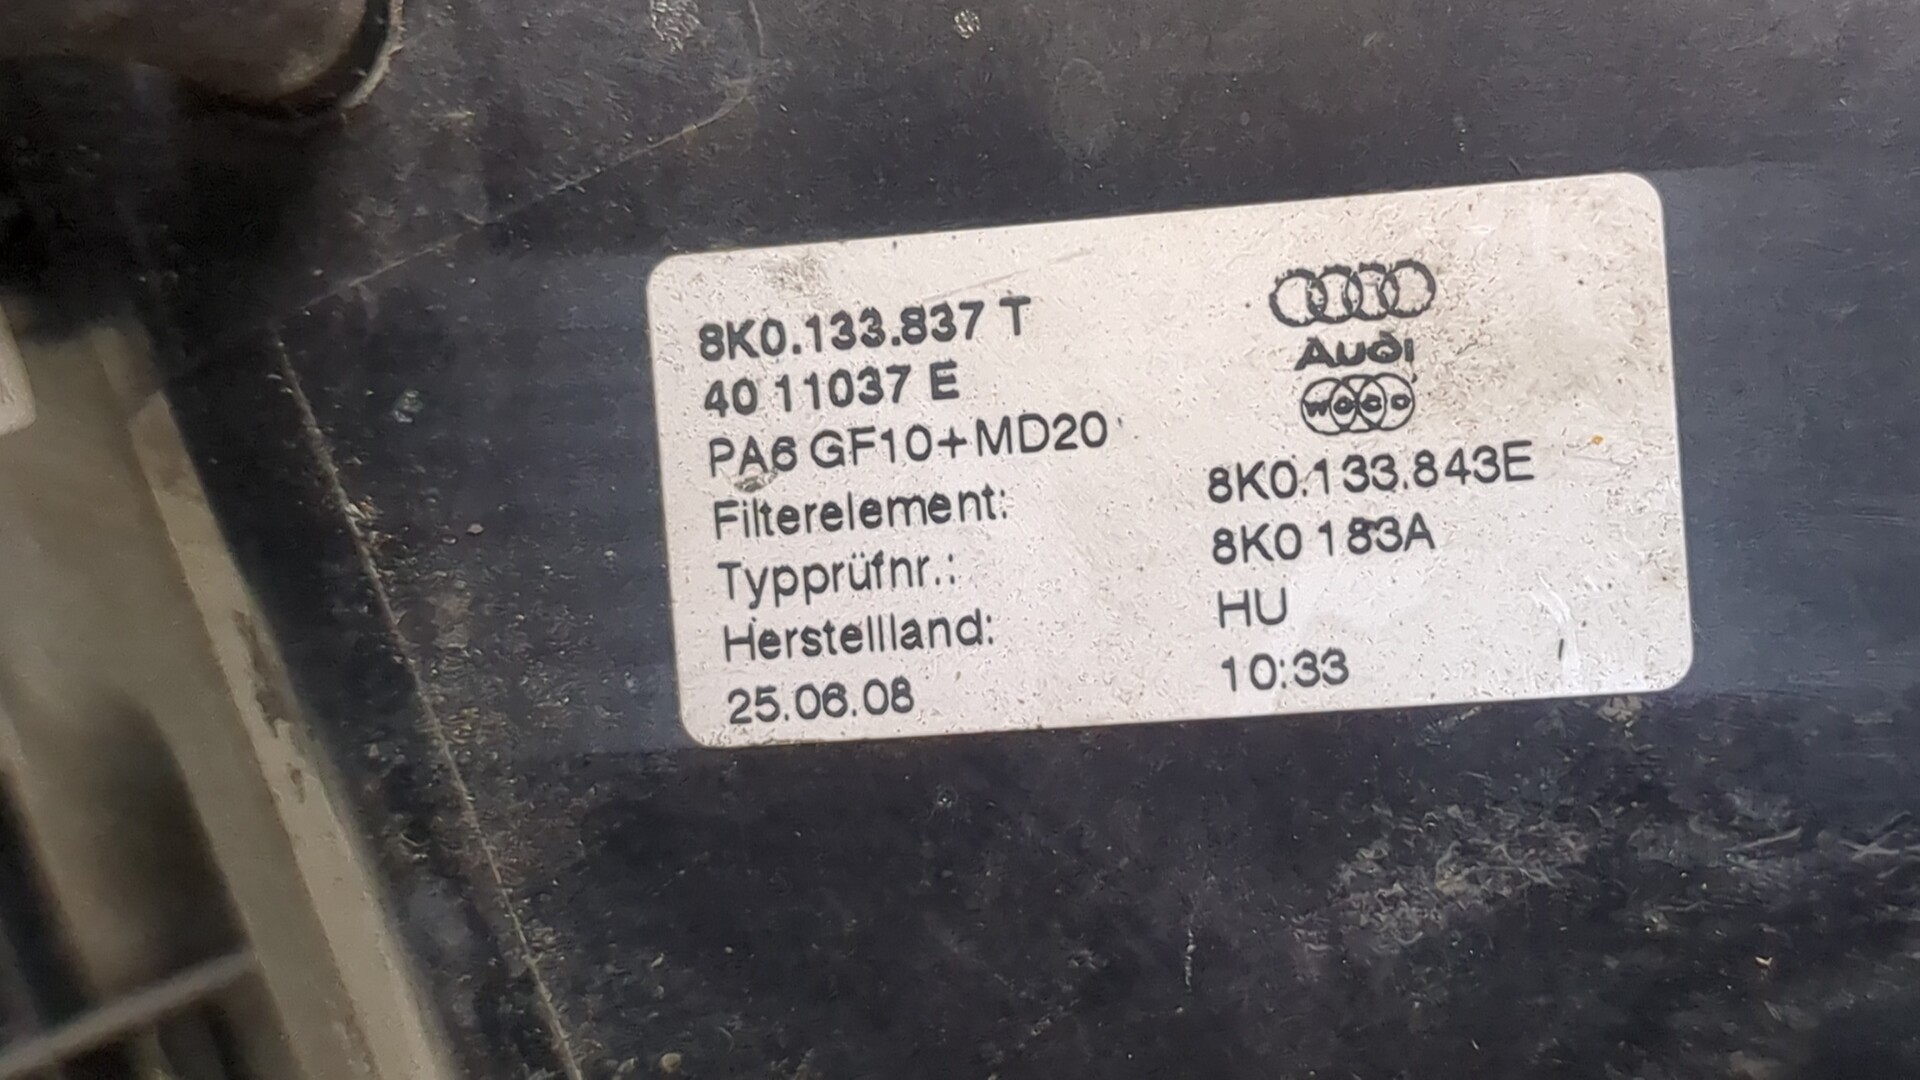 8K0.133.837 T
40 11037 E
PA6 GF10+MD20
Audi
WOCO
Filterelement: 8K0.133.843E
Typprüfnr.: 8K0 183A
Herstellland: HU
25.06.08 10:33